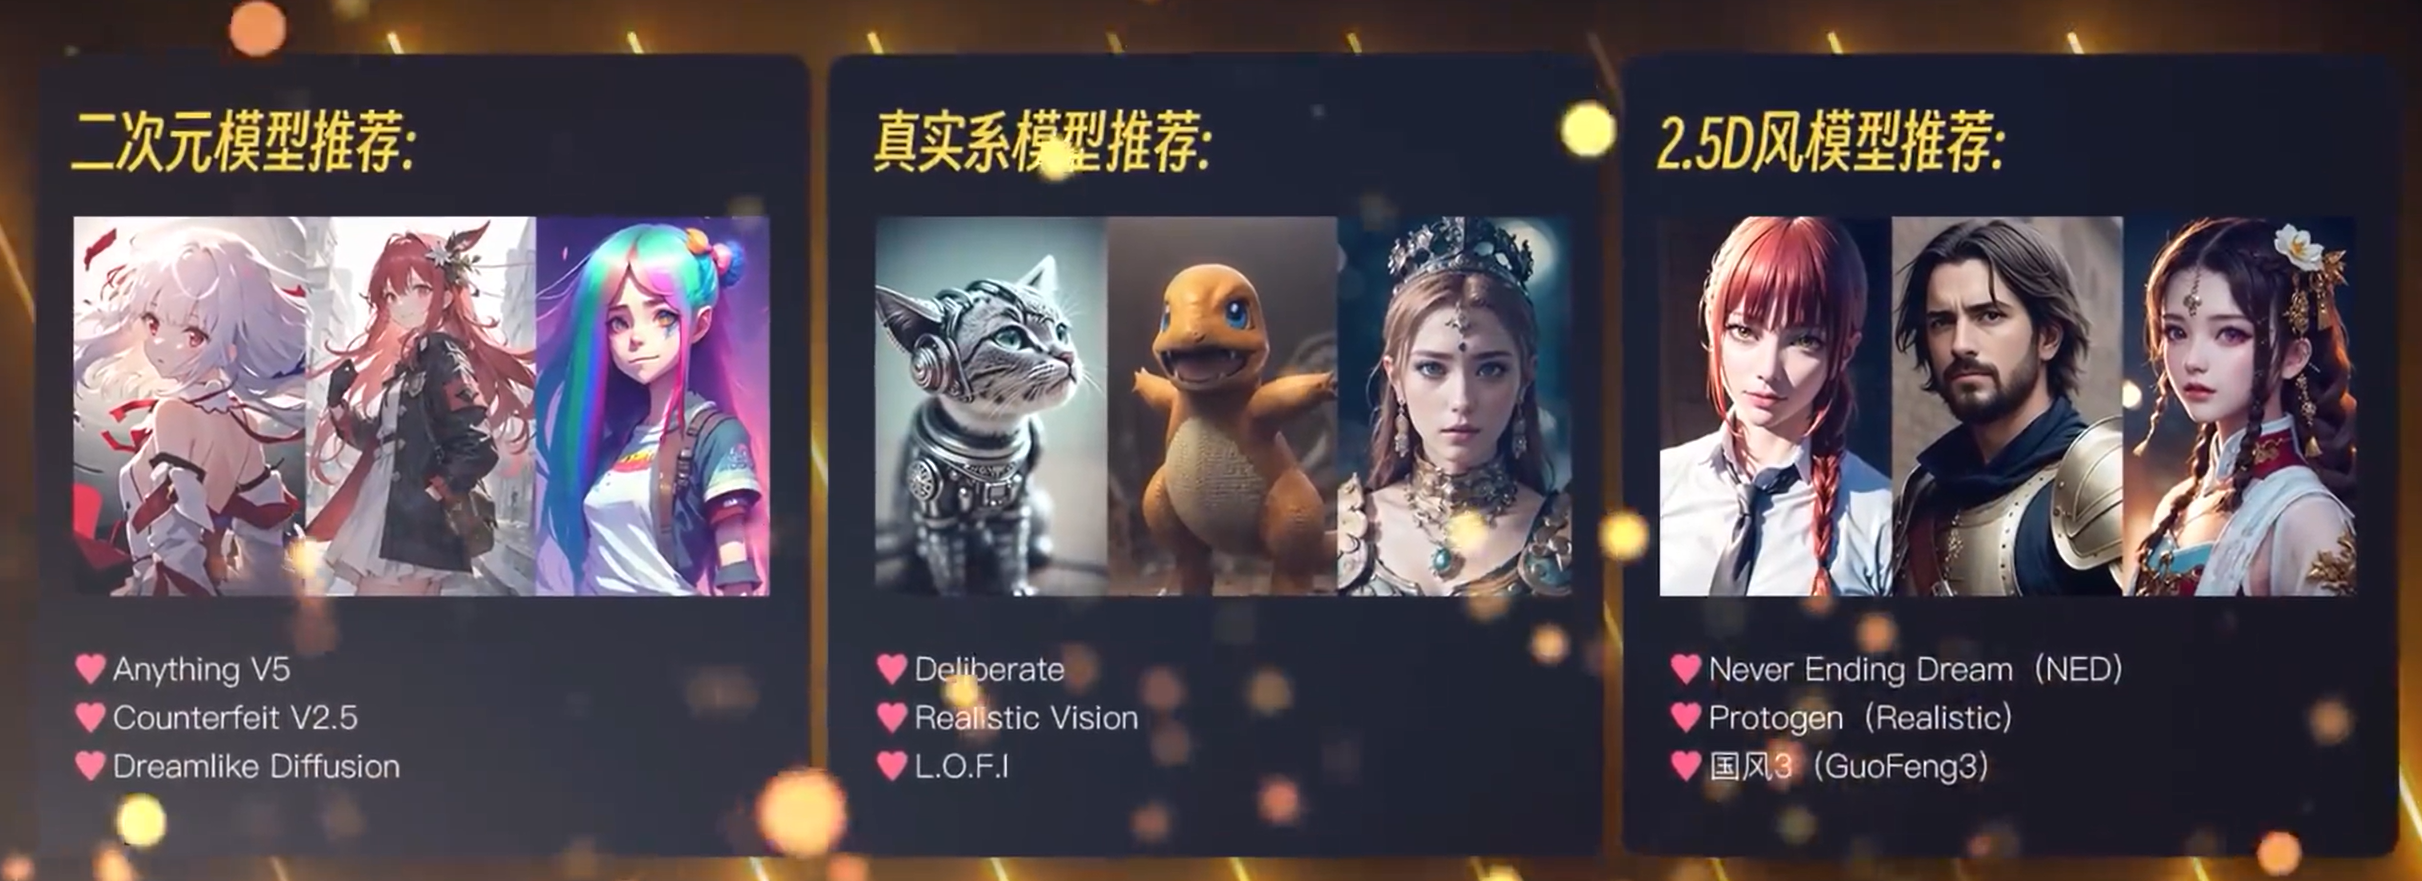 二次元模型推荐:
Anything V5
Counterfeit V2.5
Dreamlike Diffusion
真实系模型推荐:
Deliberate
Realistic Vision
L.O.F.I
2.5D风模型推荐:
Never Ending Dream（NED）
Protogen（Realistic）
国风3（GuoFeng3）